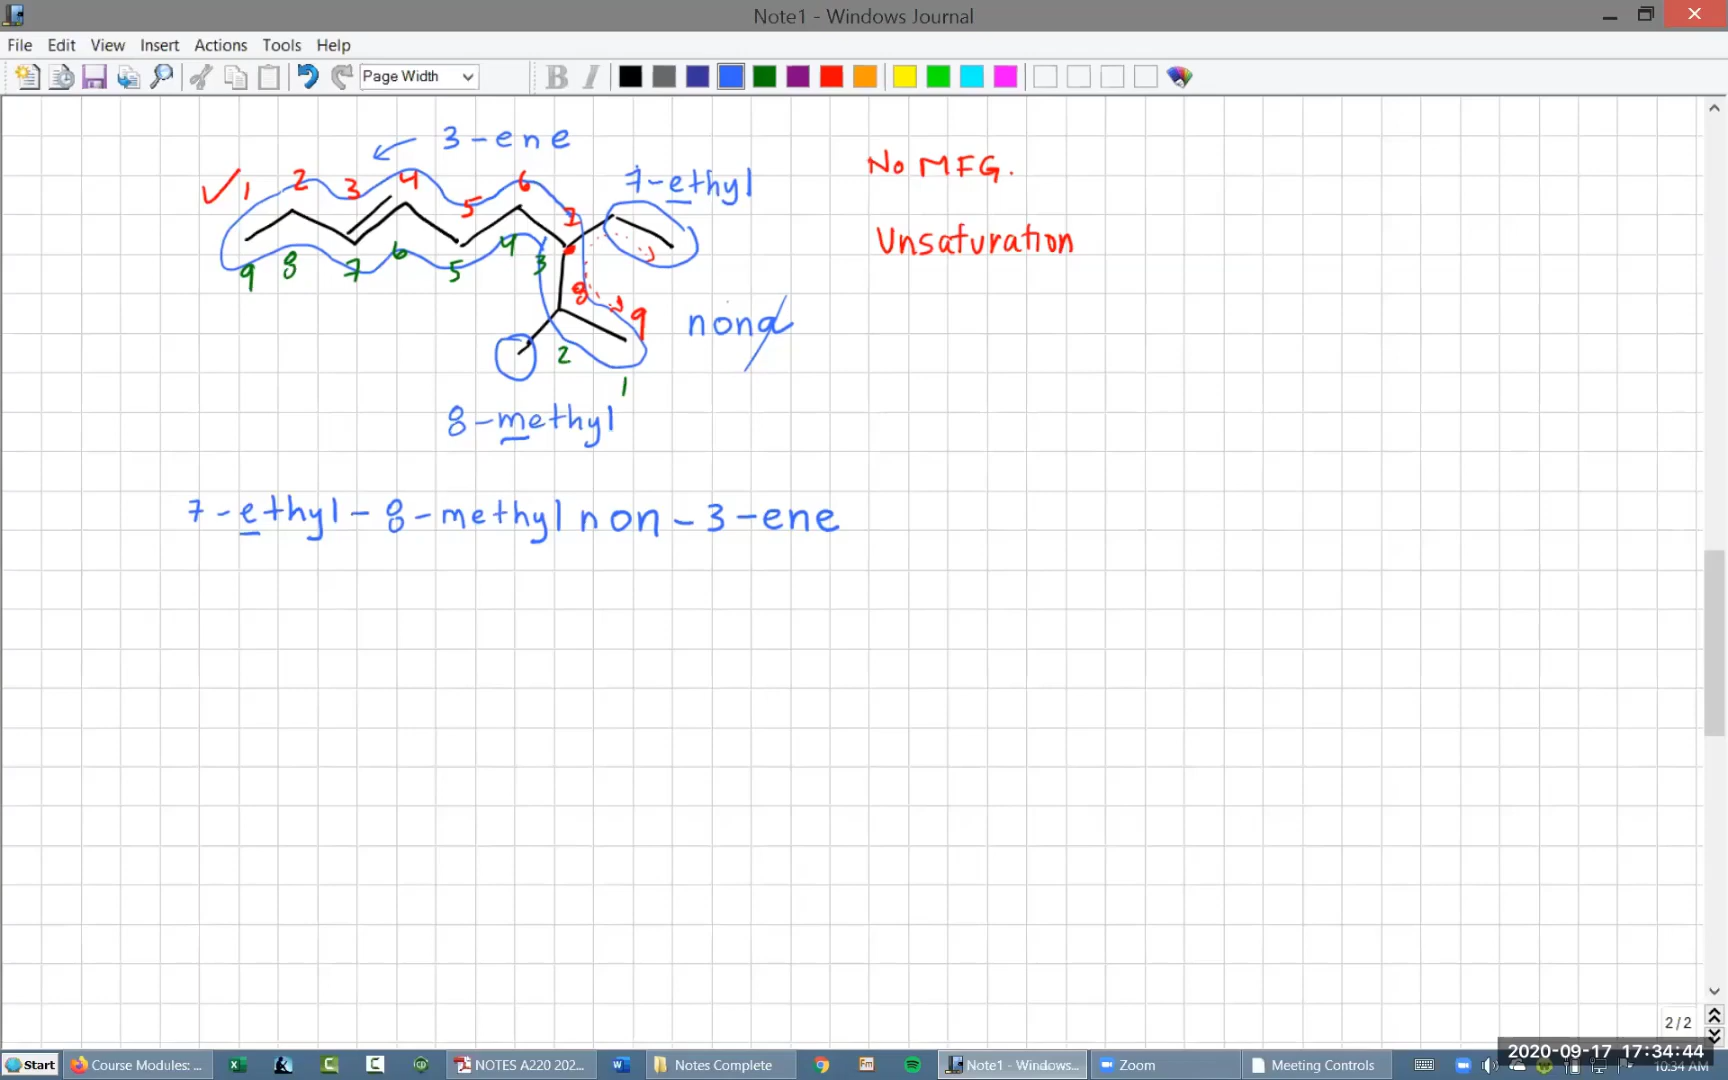 Note1 - Windows Journal
File Edit View Insert Actions Tools Help
Page Width B I
← 3-ene
No MFG.
✓ 1 2 3 4 5 6 7
7-ethyl
Unsaturation
9 8 7 6 5 4 3
8 9
nona
2
1
8-methyl
7-ethyl-8-methyl non-3-ene
2 / 2
2020-09-17 17:34:44
Start Course Modules: ... NOTES A220 202... Notes Complete Note1 - Windows... Zoom Meeting Controls 10:34 AM